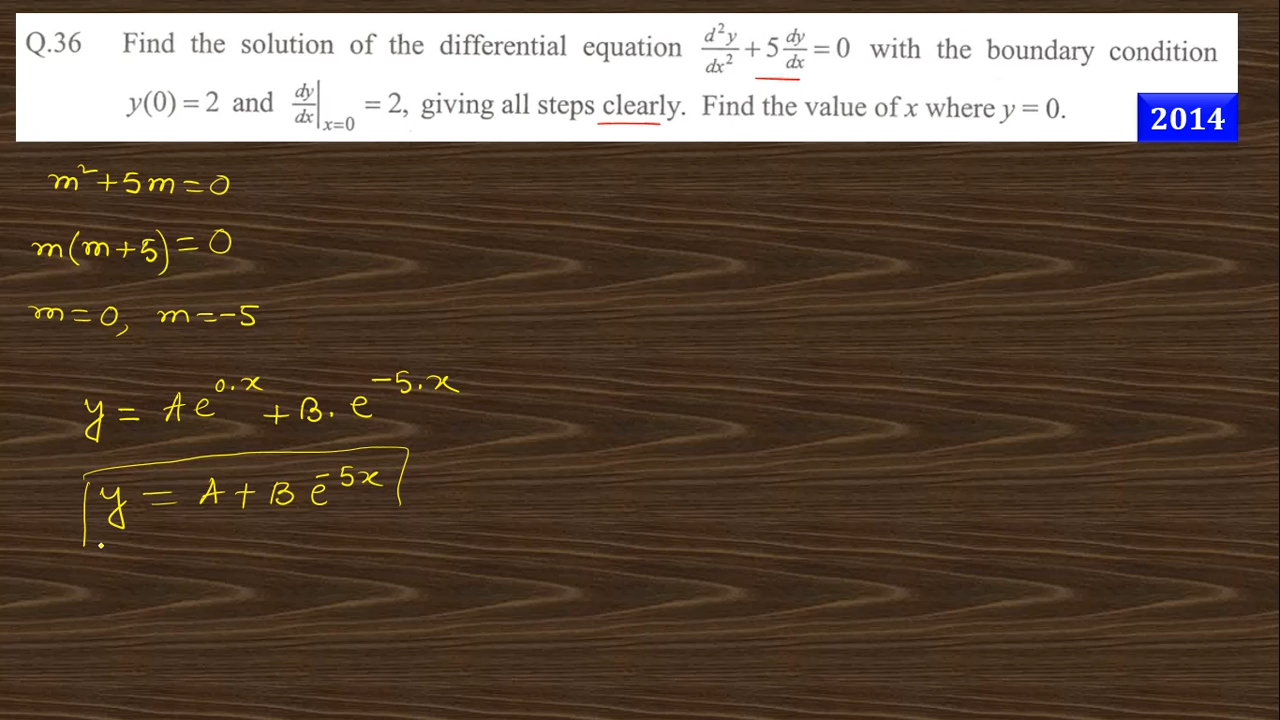 Q.36 Find the solution of the differential equation d²y/dx² + 5 dy/dx = 0 with the boundary condition
y(0) = 2 and dy/dx|x=0 = 2, giving all steps clearly. Find the value of x where y = 0.
2014
m² + 5m = 0
m(m+5) = 0
m = 0, m = -5
y = Ae^{0.x} + B. e^{-5.x}
y = A + B e^{-5x}